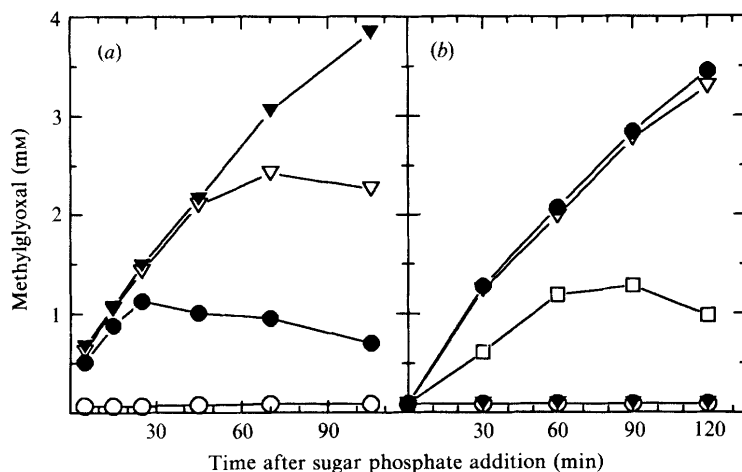 4
(a)
(b)
3
2
1
Methylglyoxal (mM)
30
60
90
30
60
90
120
Time after sugar phosphate addition (min)